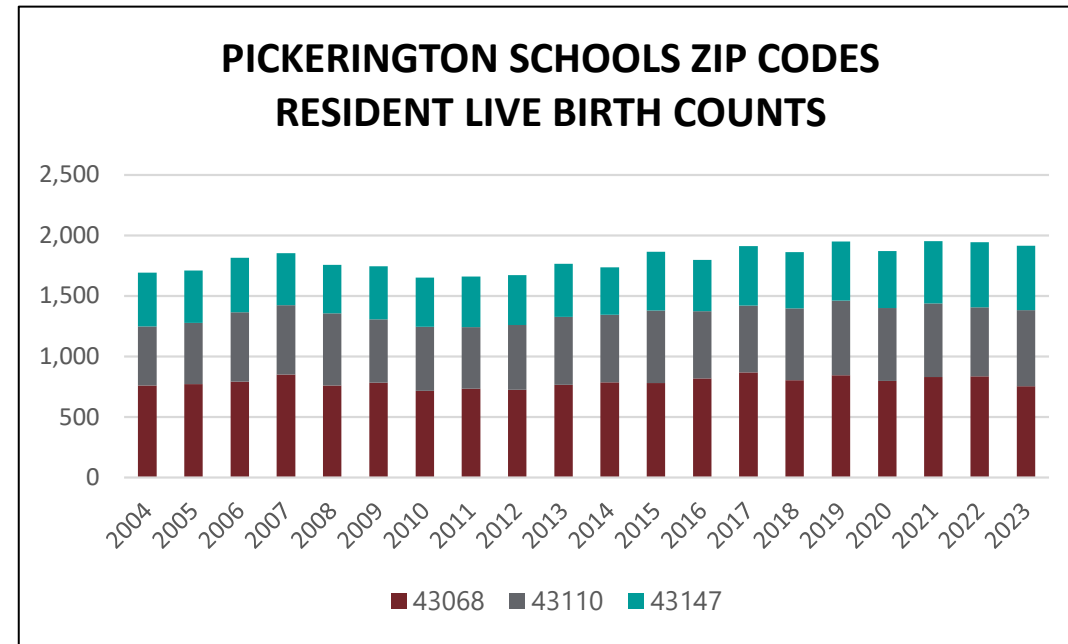 PICKERINGTON SCHOOLS ZIP CODES
RESIDENT LIVE BIRTH COUNTS
2,500
2,000
1,500
1,000
500
0
2004 2005 2006 2007 2008 2009 2010 2011 2012 2013 2014 2015 2016 2017 2018 2019 2020 2021 2022 2023
43068 43110 43147